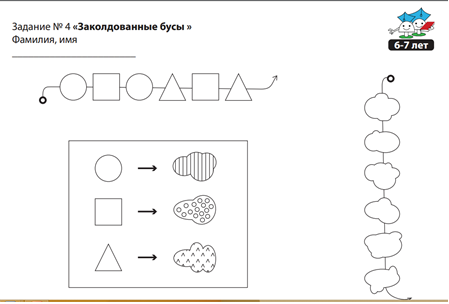 Задание № 4 «Заколдованные бусы »
Фамилия, имя
6-7 лет